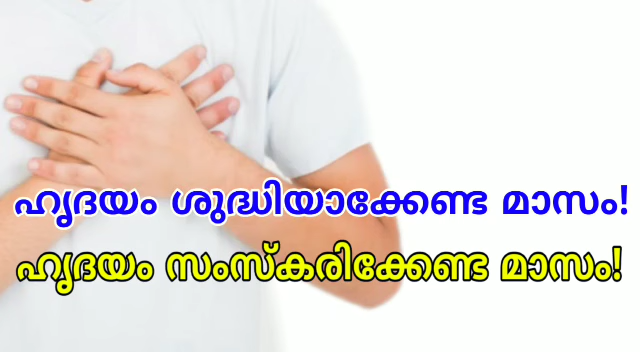 ഹൃദയം ശുദ്ധിയാക്കേണ്ട മാസം!
ഹൃദയം സംസ്കരിക്കേണ്ട മാസം!